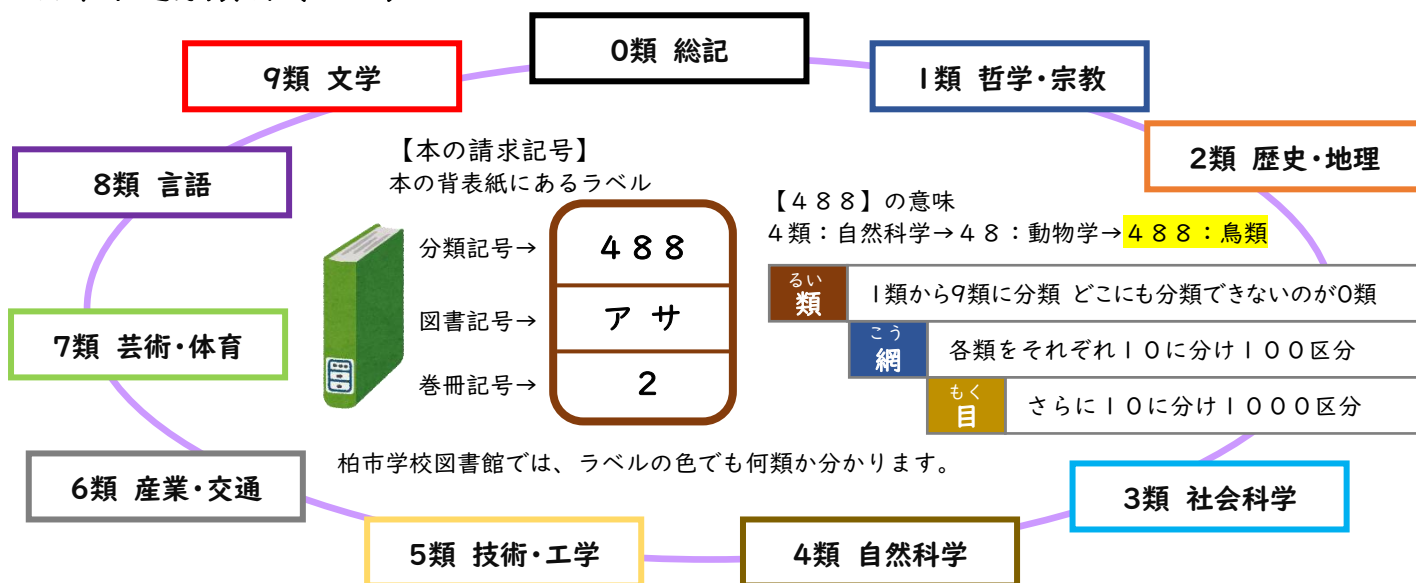 0類 総記
1類 哲学・宗教
2類 歴史・地理
3類 社会科学
4類 自然科学
5類 技術・工学
6類 産業・交通
7類 芸術・体育
8類 言語
9類 文学
【本の請求記号】
本の背表紙にあるラベル
分類記号→ 488
図書記号→ アサ
巻冊記号→ 2
【488】の意味
4類：自然科学→48：動物学→488：鳥類
るい
類 1類から9類に分類 どこにも分類できないのが0類
こう
網 各類をそれぞれ10に分け100区分
もく
目 さらに10に分け1000区分
柏市学校図書館では、ラベルの色でも何類か分かります。